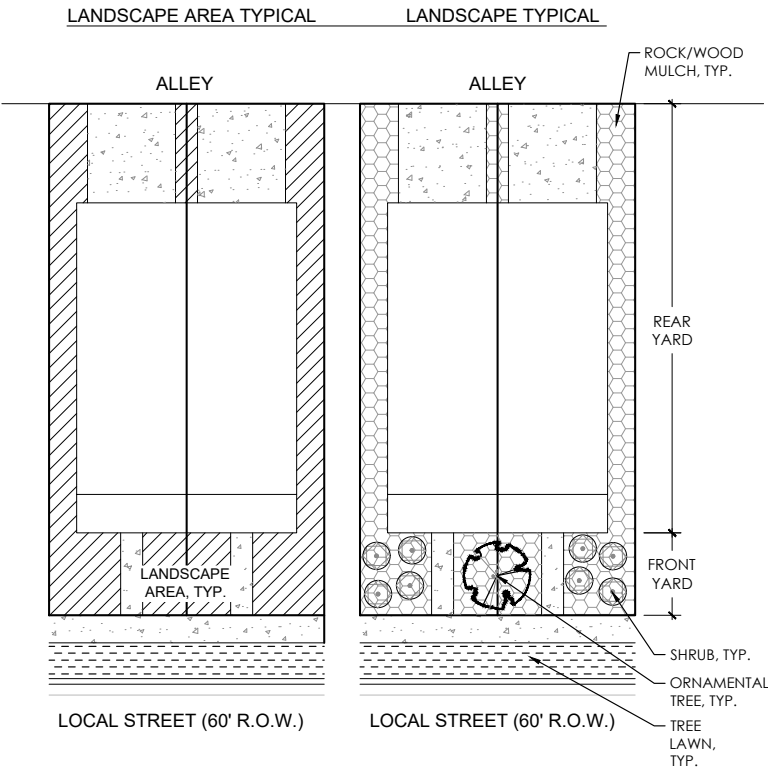 LANDSCAPE AREA TYPICAL
LANDSCAPE TYPICAL
ROCK/WOOD
MULCH, TYP.
ALLEY
ALLEY
REAR
YARD
LANDSCAPE
AREA, TYP.
FRONT
YARD
SHRUB, TYP.
ORNAMENTAL
TREE, TYP.
LOCAL STREET (60' R.O.W.)
LOCAL STREET (60' R.O.W.)
TREE
LAWN,
TYP.